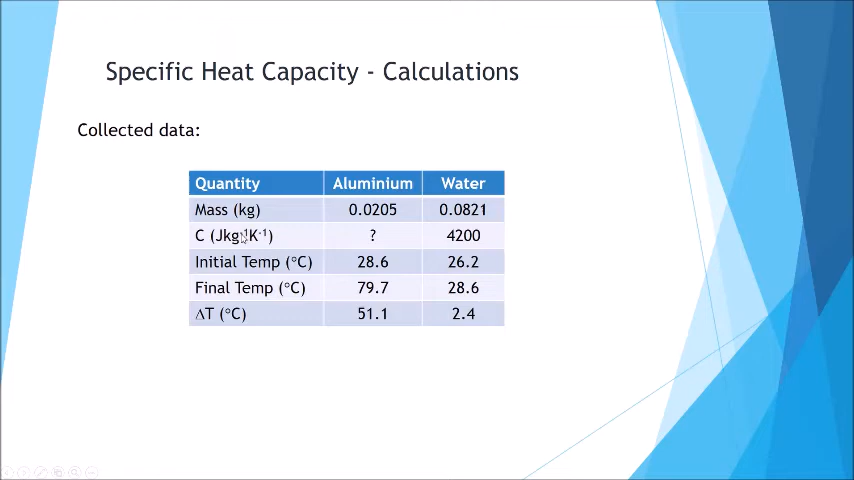 Specific Heat Capacity - Calculations
Collected data:
Quantity Aluminium Water
Mass (kg) 0.0205 0.0821
C (Jkg⁻¹K⁻¹) ? 4200
Initial Temp (°C) 28.6 26.2
Final Temp (°C) 79.7 28.6
ΔT (°C) 51.1 2.4